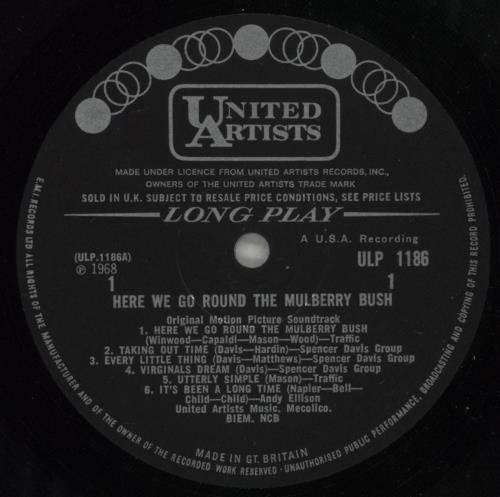 UNITED
ARTISTS
MADE UNDER LICENCE FROM UNITED ARTISTS RECORDS, INC.,
OWNERS OF THE UNITED ARTISTS TRADE MARK
SOLD IN U.K. SUBJECT TO RESALE PRICE CONDITIONS, SEE PRICE LISTS
LONG PLAY
A U.S.A. Recording
(ULP.1186A) ULP 1186
℗ 1968
1 1
HERE WE GO ROUND THE MULBERRY BUSH
Original Motion Picture Soundtrack
1. HERE WE GO ROUND THE MULBERRY BUSH
(Winwood—Capaldi—Mason—Wood)—Traffic
2. TAKING OUT TIME (Davis—Hardin)—Spencer Davis Group
3. EVERY LITTLE THING (Davis—Matthews)—Spencer Davis Group
4. VIRGINALS DREAM (Davis)—Spencer Davis Group
5. UTTERLY SIMPLE (Mason)—Traffic
6. IT'S BEEN A LONG TIME (Napler—Bell—
Child—Child)—Andy Ellison
United Artists Music. Mecolico.
BIEM. NCB
MADE IN GT. BRITAIN
E.M.I. RECORDS LTD ALL RIGHTS OF THE MANUFACTURER AND OF THE OWNER OF THE RECORDED WORK RESERVED · UNAUTHORISED PUBLIC PERFORMANCE, BROADCASTING AND COPYING OF THIS RECORD PROHIBITED.